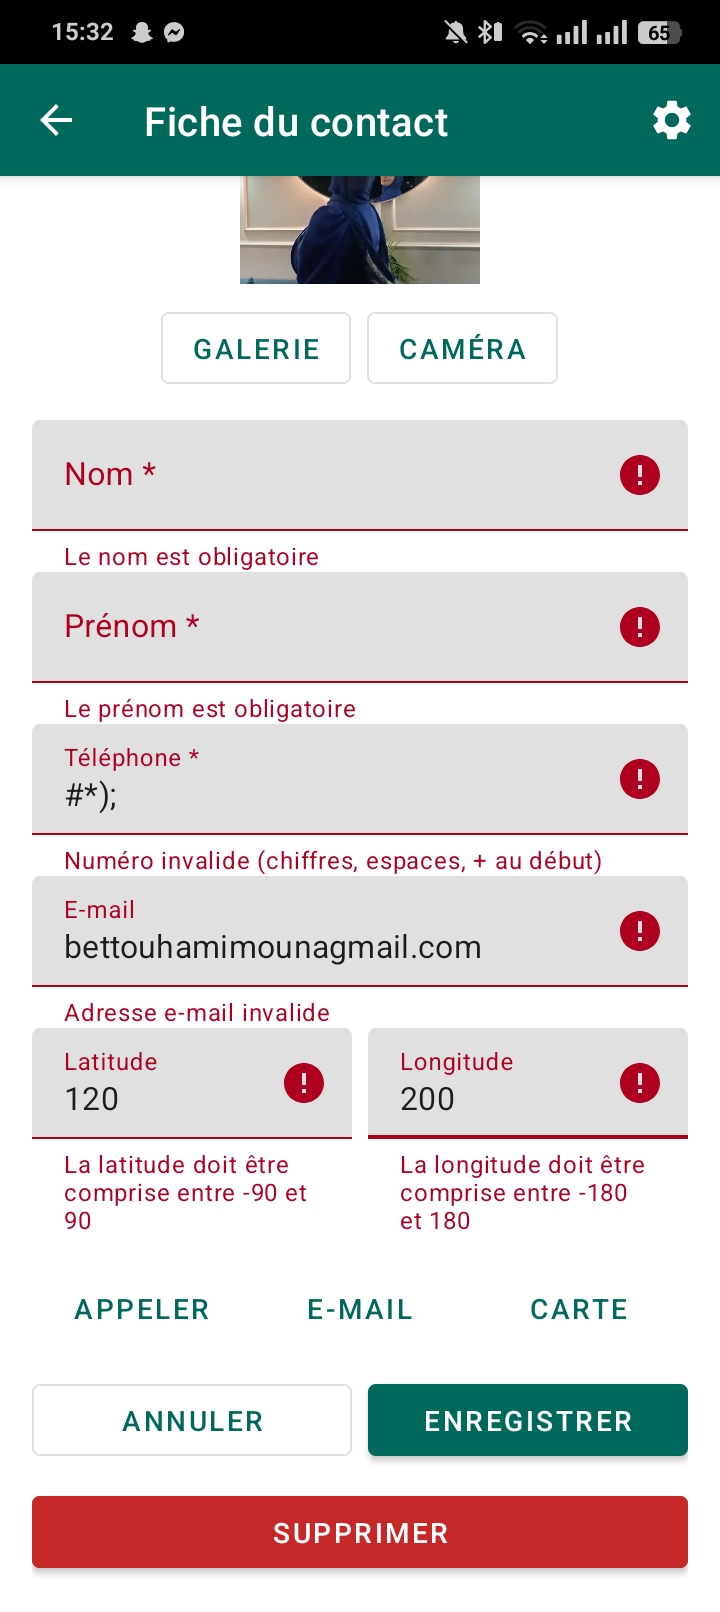 15:32
65
Fiche du contact
GALERIE
CAMÉRA
Nom *
Le nom est obligatoire
Prénom *
Le prénom est obligatoire
Téléphone *
#*);
Numéro invalide (chiffres, espaces, + au début)
E-mail
bettouhamimounagmail.com
Adresse e-mail invalide
Latitude
120
La latitude doit être
comprise entre -90 et
90
Longitude
200
La longitude doit être
comprise entre -180
et 180
APPELER
E-MAIL
CARTE
ANNULER
ENREGISTRER
SUPPRIMER